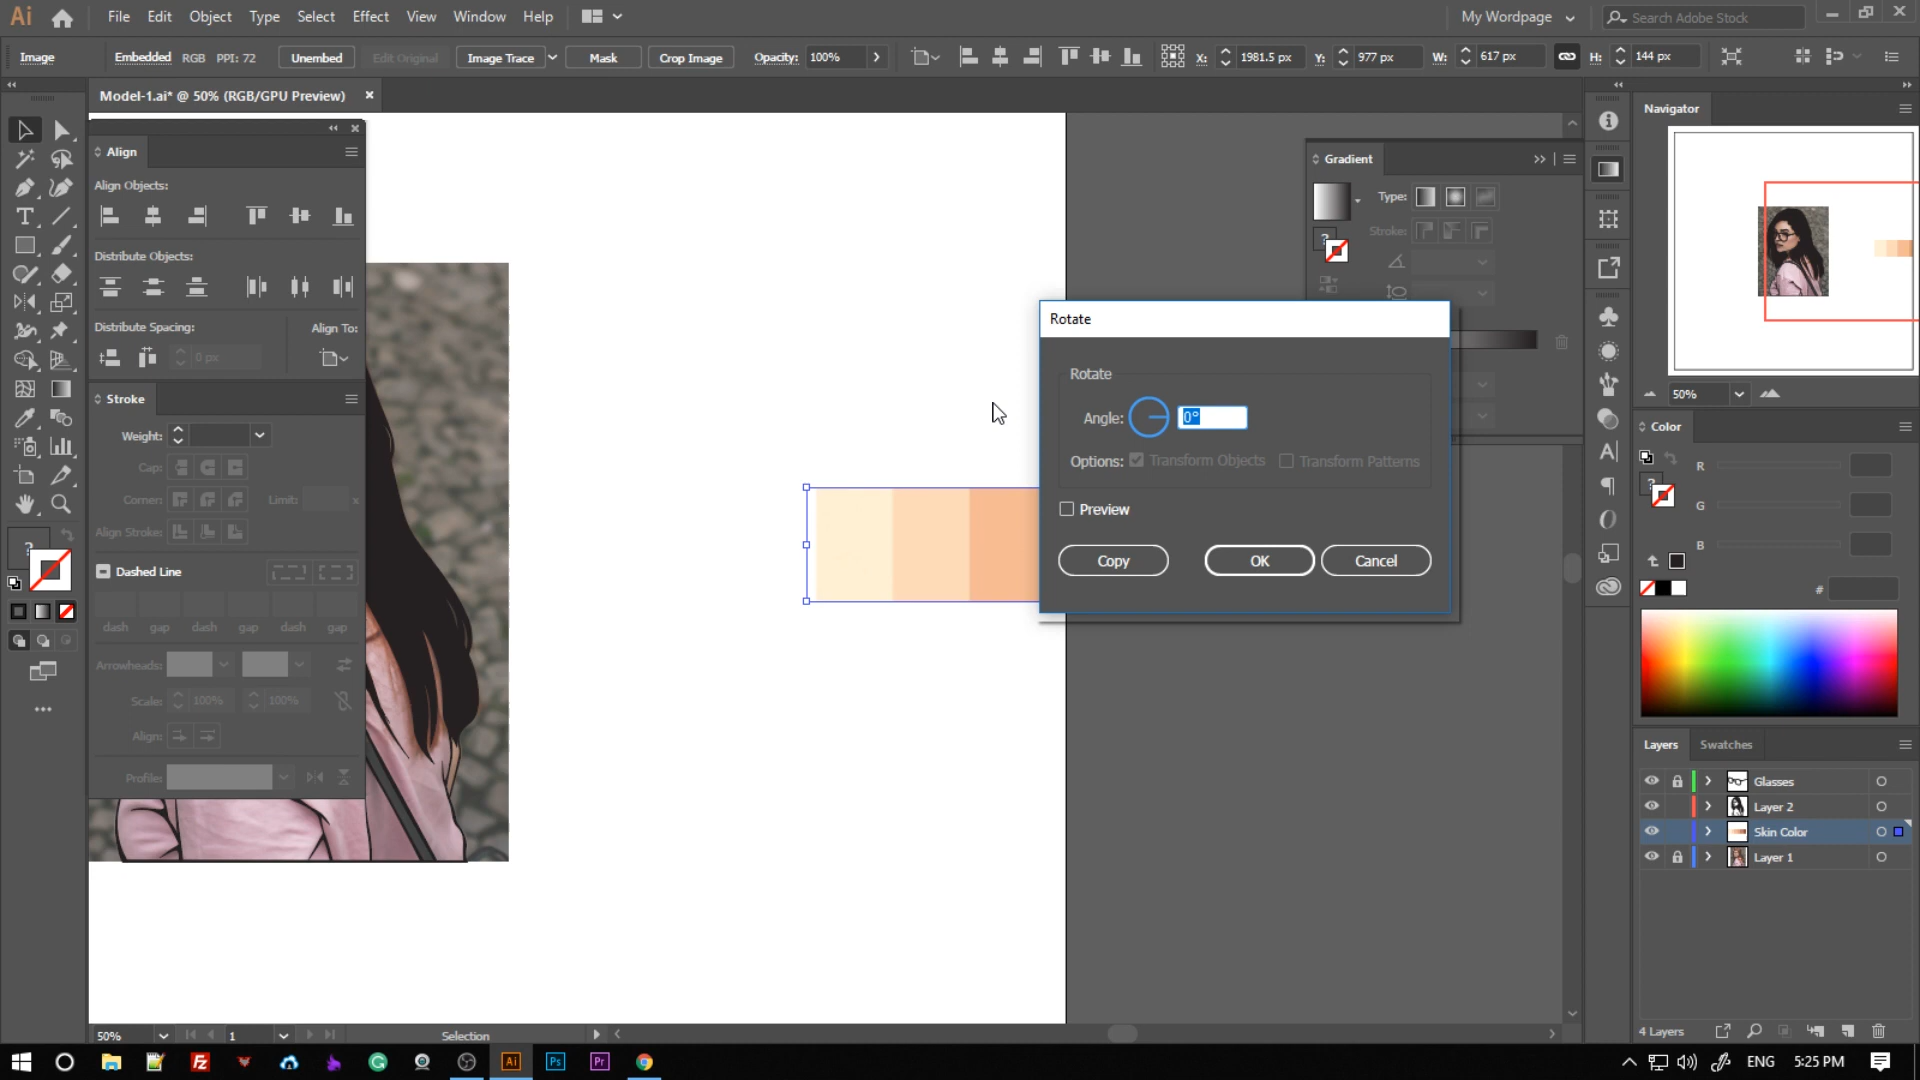 Ai File Edit Object Type Select Effect View Window Help My Wordpage Search Adobe Stock
Image Embedded RGB PPI: 72 Unembed Edit Original Image Trace Mask Crop Image Opacity: 100% X: 1981.5 px Y: 977 px W: 617 px H: 144 px
Model-1.ai* @ 50% (RGB/GPU Preview)
Align
Align Objects:
Distribute Objects:
Distribute Spacing: Align To:
0 px
Stroke
Weight:
Cap:
Corner: Limit: x
Align Stroke:
Dashed Line
dash gap dash gap dash gap
Arrowheads:
Scale: 100% 100%
Align:
Profile:
?
Gradient
Type:
Stroke:
?
Rotate
Rotate
Angle: 0°
Options: Transform Objects Transform Patterns
Preview
Copy OK Cancel
Navigator
50%
Color
?
R
G
B
#
Layers Swatches
Glasses
Layer 2
Skin Color
Layer 1
4 Layers
50% 1 Selection
Fz G Ai Ps Pr ENG 5:25 PM